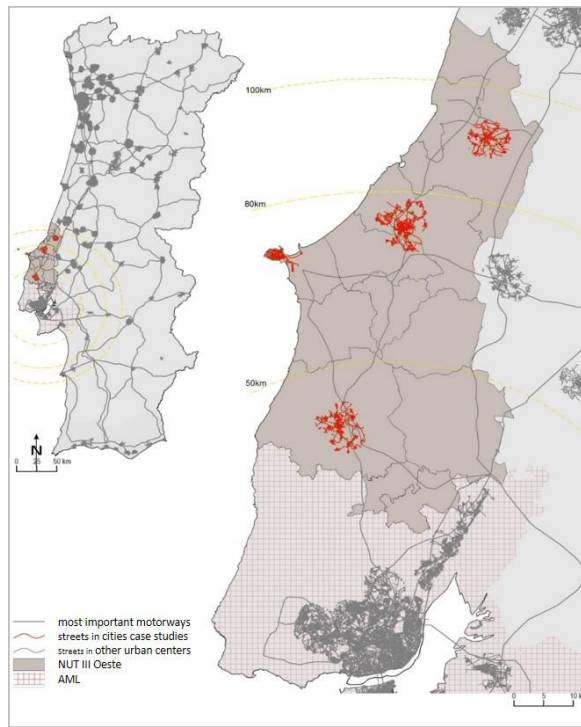 100km
80km
50km
N
0 25 50 km
most important motorways
streets in cities case studies
Streets in other urban centers
NUT III Oeste
AML
0 5 10 k